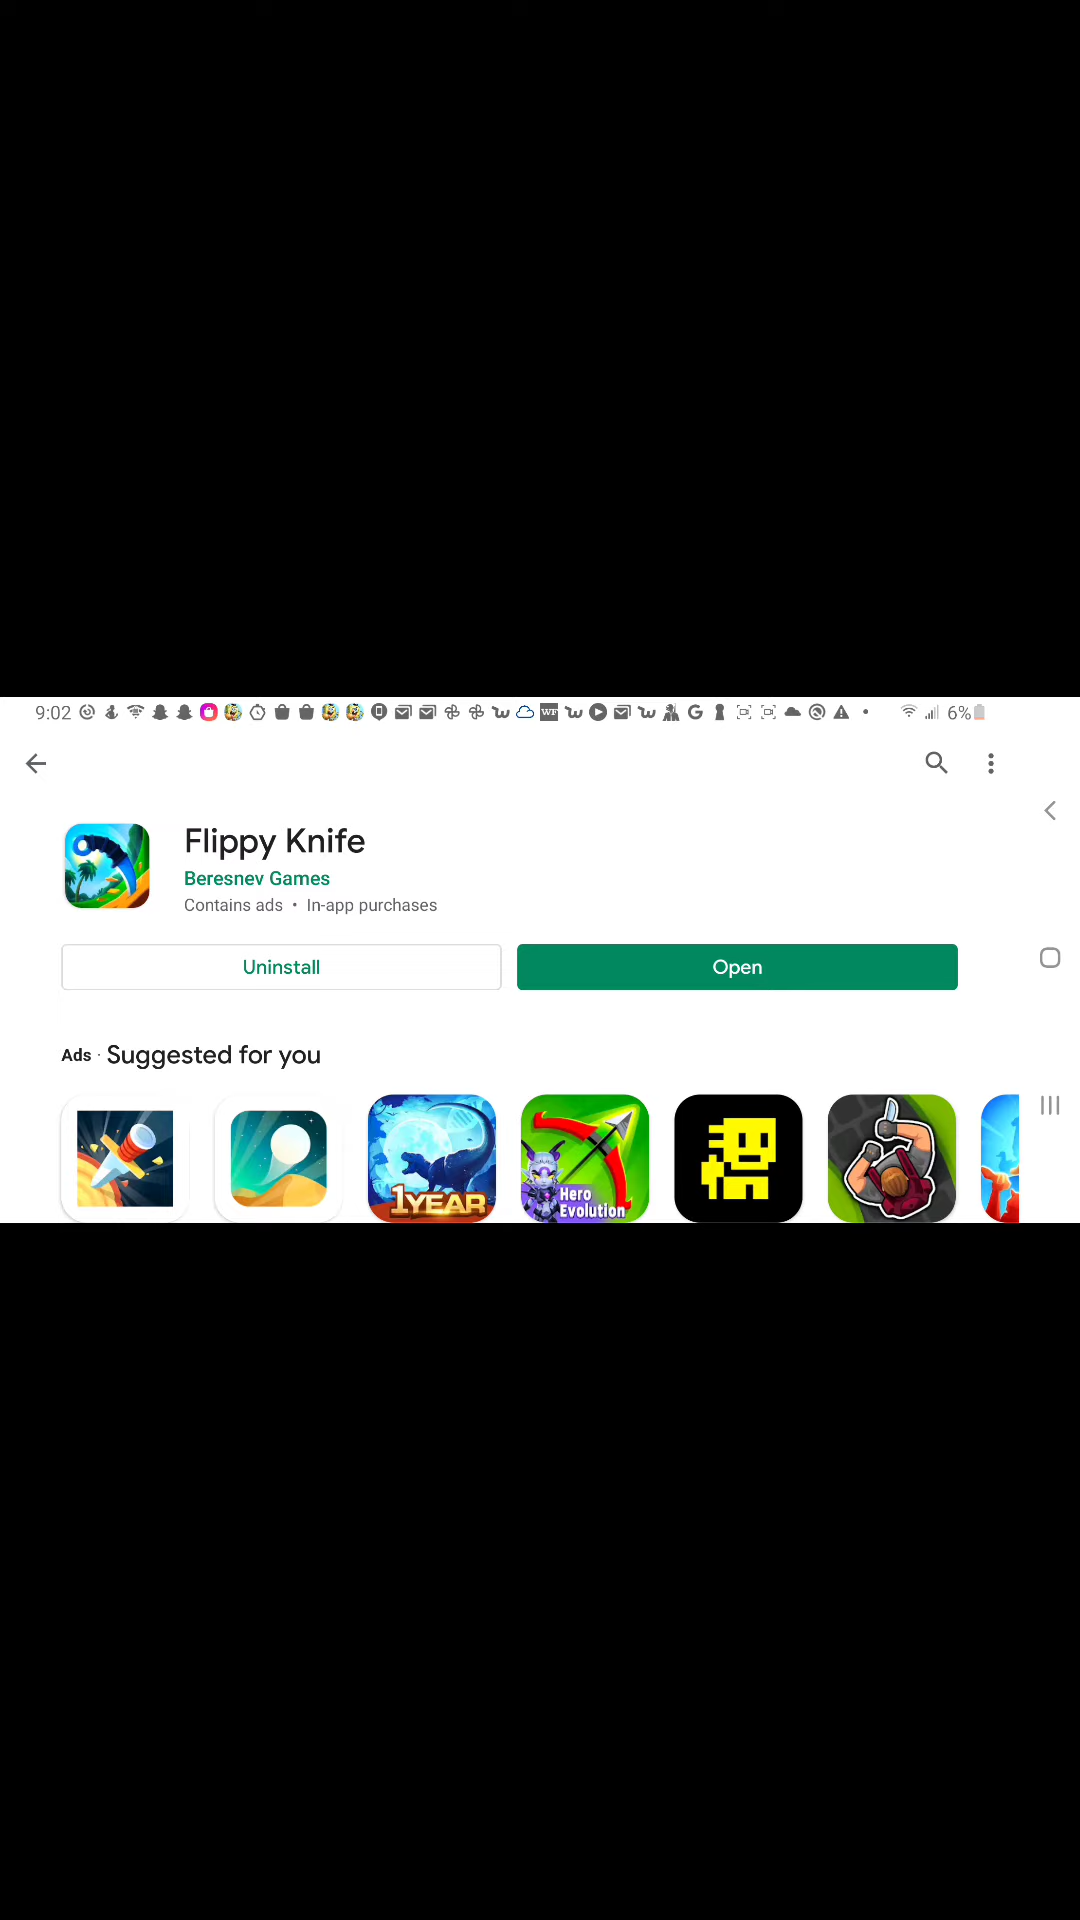 9:02 WF G 6%
Flippy Knife
Beresnev Games
Contains ads • In-app purchases
Uninstall Open
Ads · Suggested for you
1YEAR
Hero
Evolution